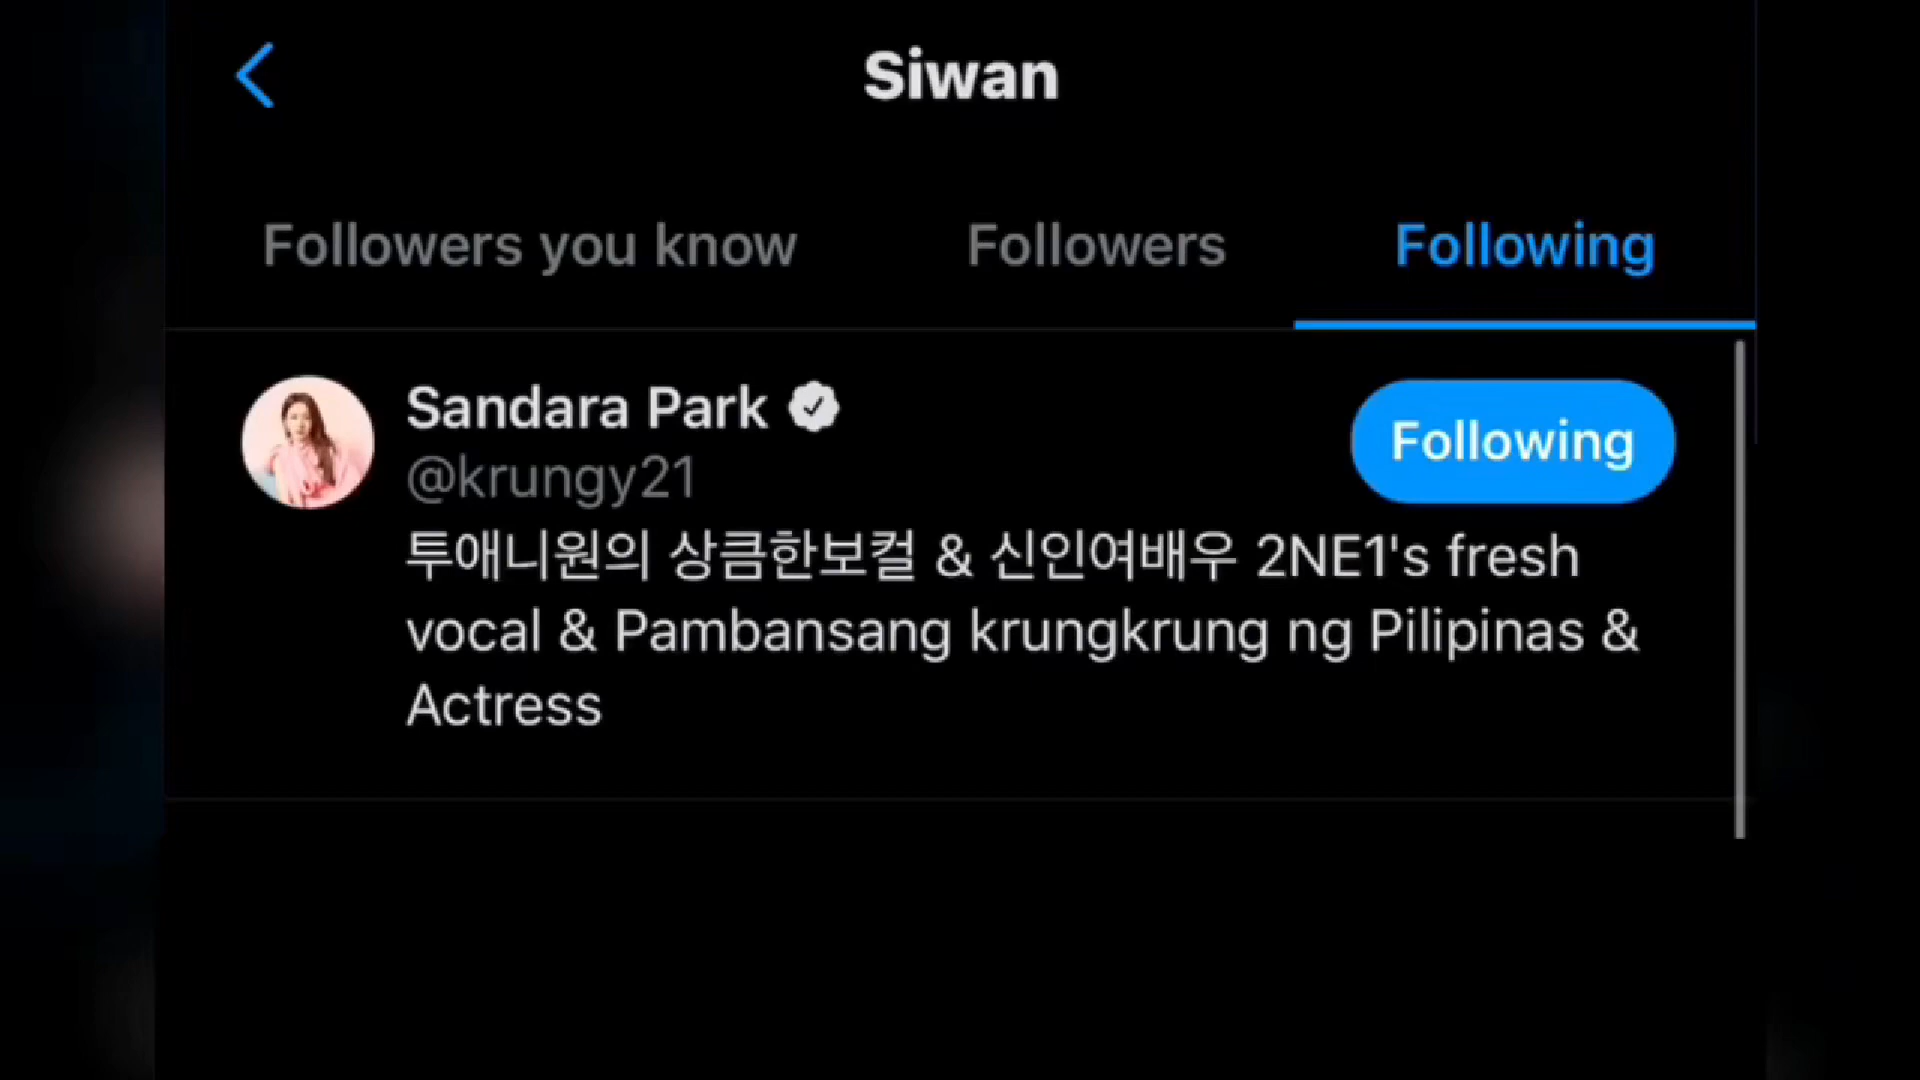 Siwan
Followers you know
Followers
Following
Sandara Park
@krungy21
Following
투애니원의 상큼한보컬 & 신인여배우 2NE1's fresh
vocal & Pambansang krungkrung ng Pilipinas &
Actress